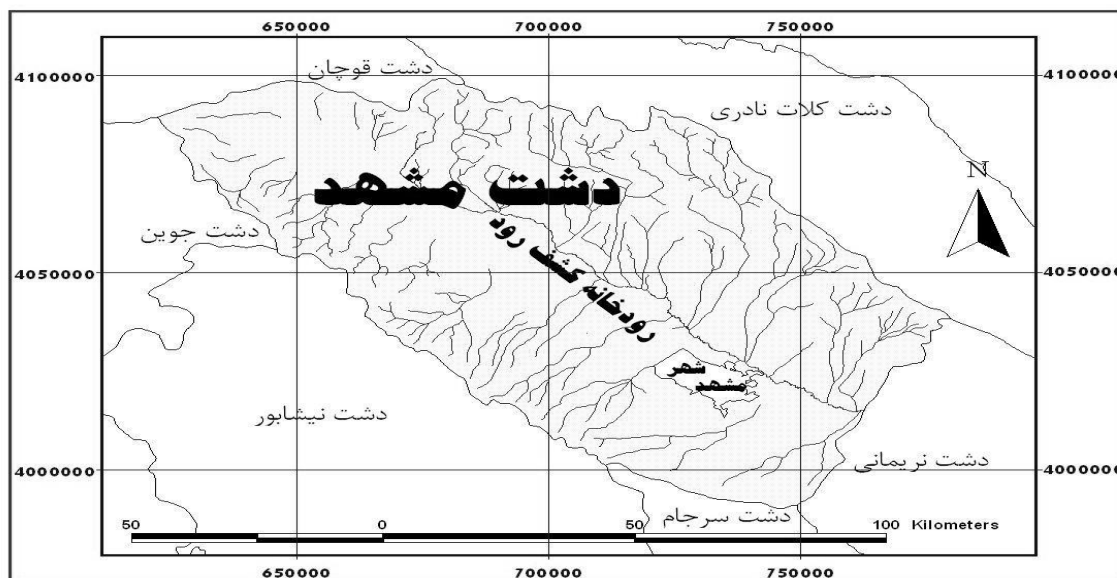 650000 700000 750000
4100000 4100000
دشت قوچان
دشت کلات نادری
N
دشت مشهد
دشت جوین
رودخانه کشف رود
4050000 4050000
شهر
مشهد
دشت نیشابور
دشت نریمانی
4000000 4000000
دشت سرجام
50 0 50 100 Kilometers
650000 700000 750000